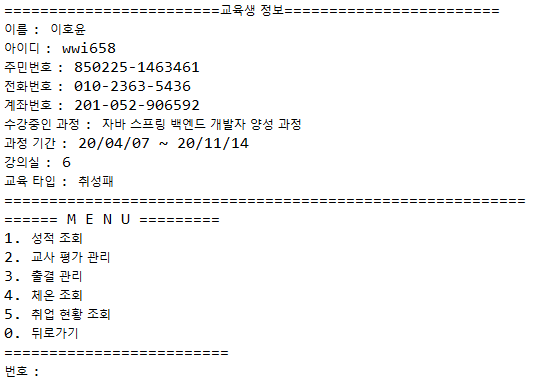 ========================교육생 정보========================
이름 : 이호윤
아이디 : wwi658
주민번호 : 850225-1463461
전화번호 : 010-2363-5436
계좌번호 : 201-052-906592
수강중인 과정 : 자바 스프링 백엔드 개발자 양성 과정
과정 기간 : 20/04/07 ~ 20/11/14
강의실 : 6
교육 타입 : 취성패
==========================================================
====== M E N U =========
1. 성적 조회
2. 교사 평가 관리
3. 출결 관리
4. 체온 조회
5. 취업 현황 조회
0. 뒤로가기
=========================
번호 :